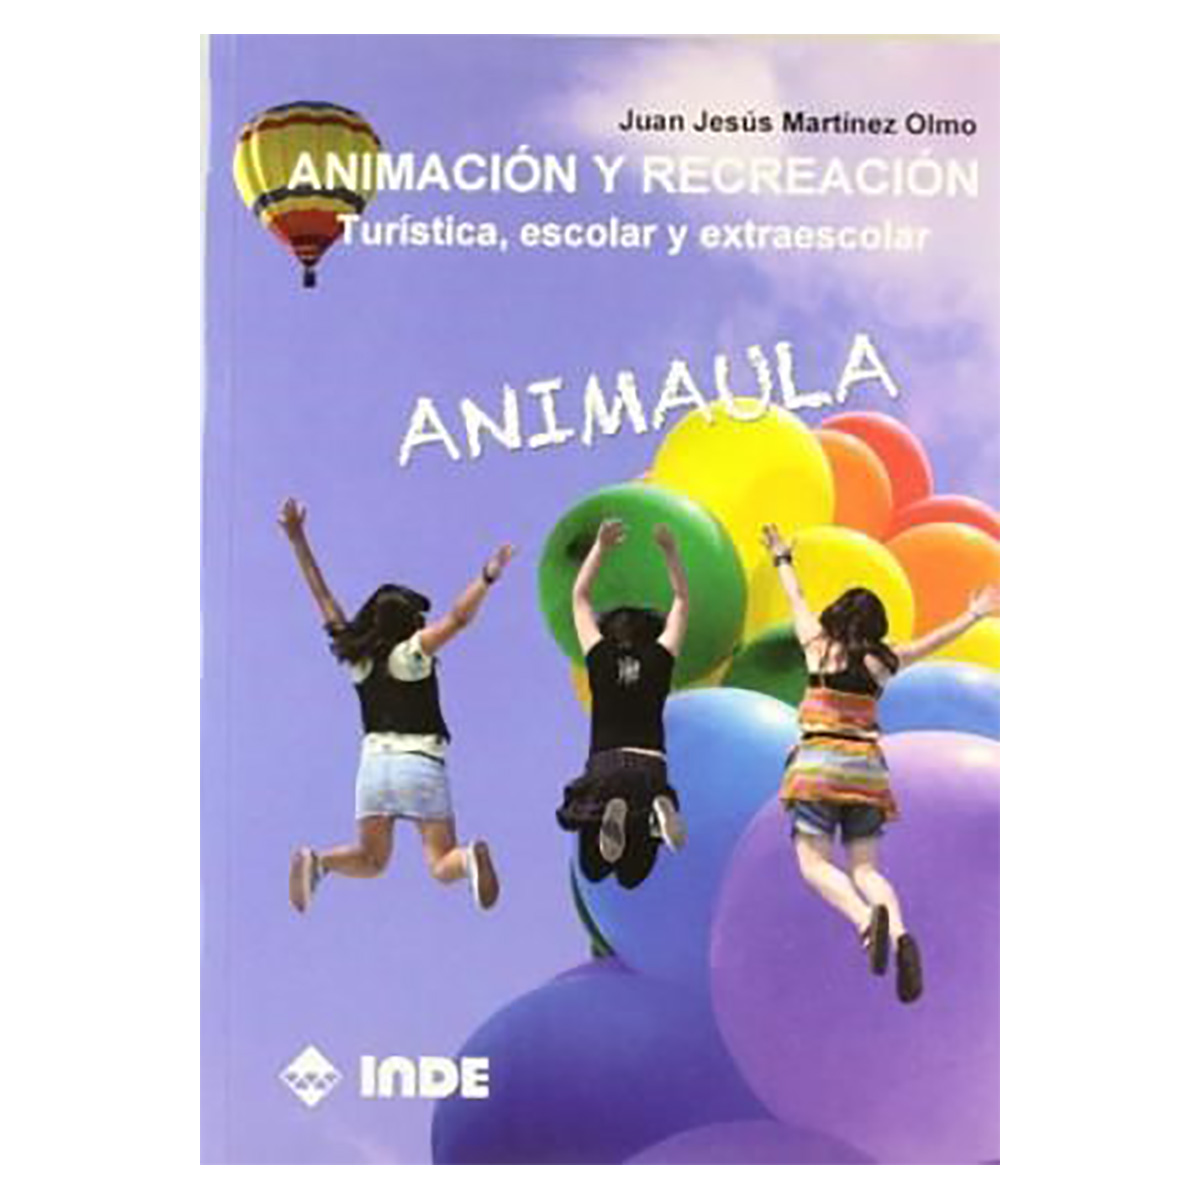 Juan Jesús Martínez Olmo
ANIMACIÓN Y RECREACIÓN
Turística, escolar y extraescolar
ANIMAULA
INDE